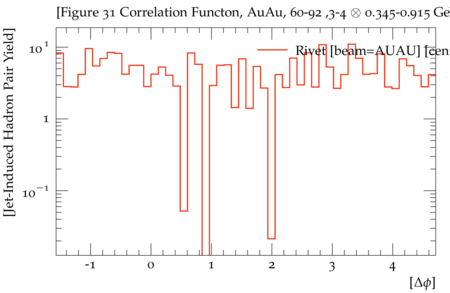 [Figure 31 Correlation Functon, AuAu, 60-92 ,3-4 ⊗ 0.345-0.915 Ge
[Jet-Induced Hadron Pair Yield]
10¹
1
10⁻¹
Rivet [beam=AUAU] [cen
-1 0 1 2 3 4
[Δϕ]